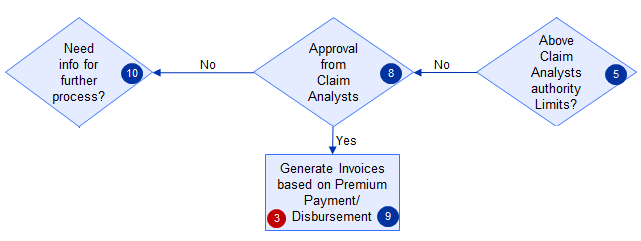 Need
info for
further
process?
10
No
Approval
from
Claim
Analysts
8
No
Above
Claim
Analysts
authority
Limits?
5
Yes
Generate Invoices
based on Premium
Payment/
Disbursement
3
9